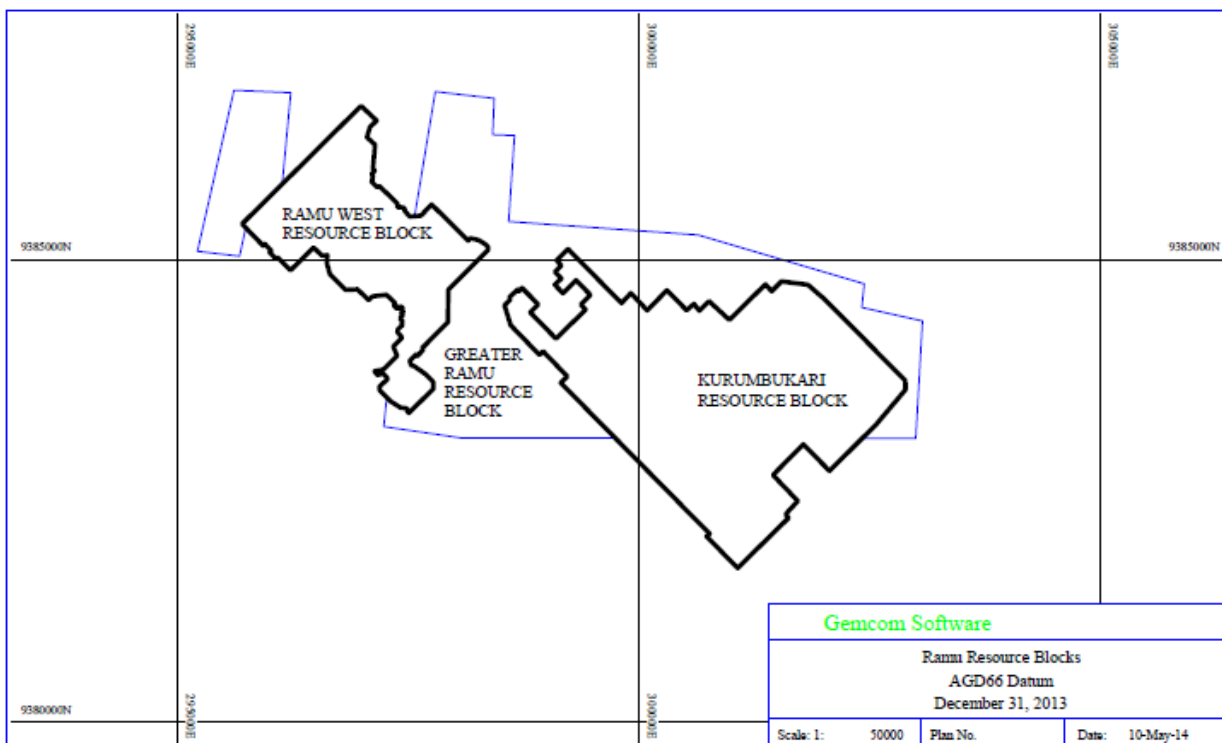 295000E
300000E
305000E
RAMU WEST
RESOURCE BLOCK
9385000N
9385000N
GREATER
RAMU
RESOURCE
BLOCK
KURUMBUKARI
RESOURCE BLOCK
9380000N
295000E
300000E
Gemcom Software
Ramu Resource Blocks
AGD66 Datum
December 31, 2013
Scale: 1: 50000 Plan No. Date: 10-May-14